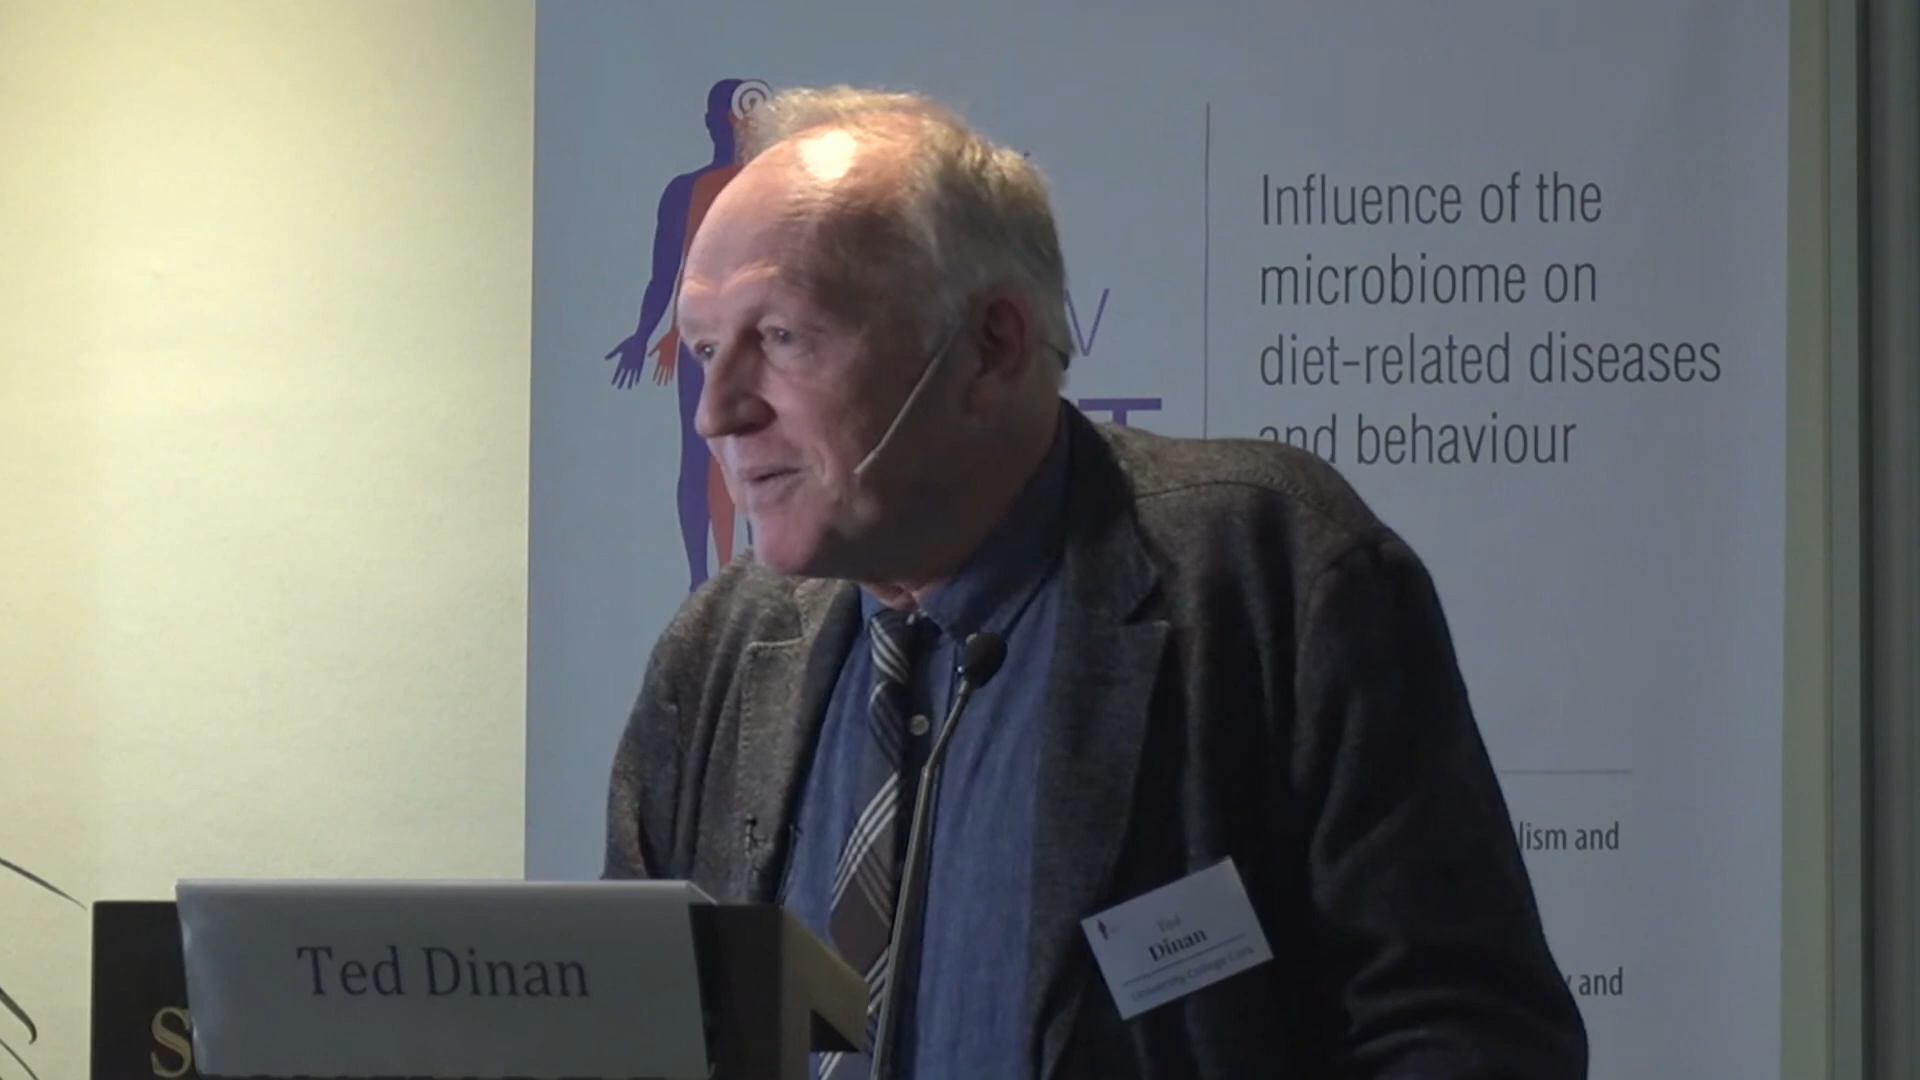 Influence of the
microbiome on
diet-related diseases
and behaviour
lism and
and
Ted Dinan
Ted
Dinan
University College Cork